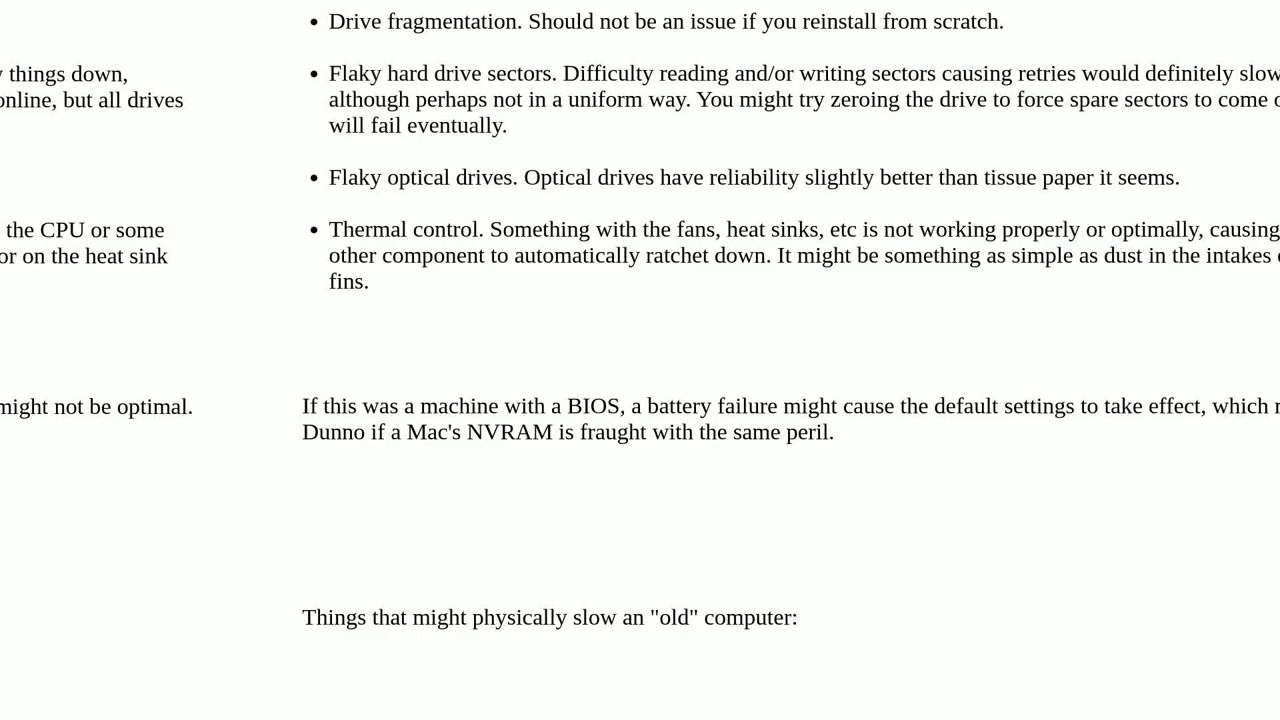 things down,
online, but all drives
the CPU or some
or on the heat sink
might not be optimal.
• Drive fragmentation. Should not be an issue if you reinstall from scratch.
• Flaky hard drive sectors. Difficulty reading and/or writing sectors causing retries would definitely slow
although perhaps not in a uniform way. You might try zeroing the drive to force spare sectors to come
will fail eventually.
• Flaky optical drives. Optical drives have reliability slightly better than tissue paper it seems.
• Thermal control. Something with the fans, heat sinks, etc is not working properly or optimally, causing
other component to automatically ratchet down. It might be something as simple as dust in the intakes
fins.
If this was a machine with a BIOS, a battery failure might cause the default settings to take effect, which
Dunno if a Mac's NVRAM is fraught with the same peril.
Things that might physically slow an "old" computer: